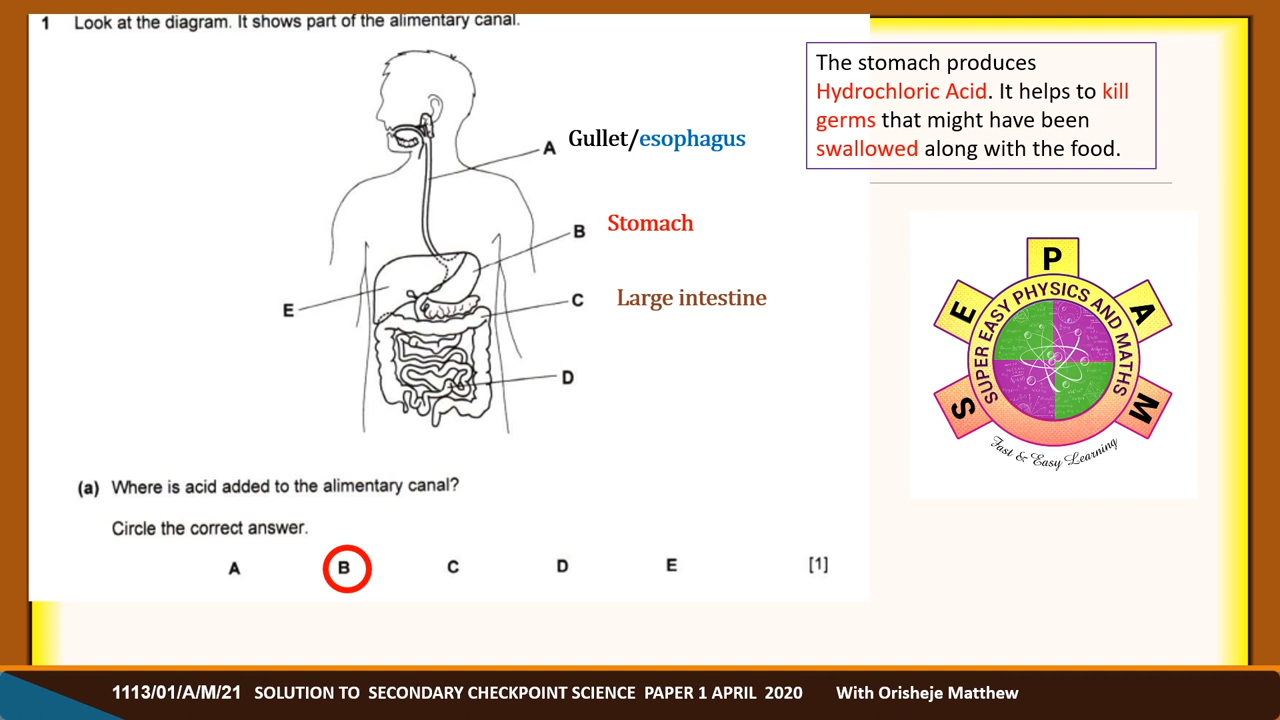 1 Look at the diagram. It shows part of the alimentary canal.
A Gullet/esophagus
B Stomach
C Large intestine
D
E
(a) Where is acid added to the alimentary canal?
Circle the correct answer.
A B C D E [1]
The stomach produces
Hydrochloric Acid. It helps to kill
germs that might have been
swallowed along with the food.
S E P A M
SUPER EASY PHYSICS AND MATHS
Fast & Easy Learning
1113/01/A/M/21 SOLUTION TO SECONDARY CHECKPOINT SCIENCE PAPER 1 APRIL 2020 With Orisheje Matthew